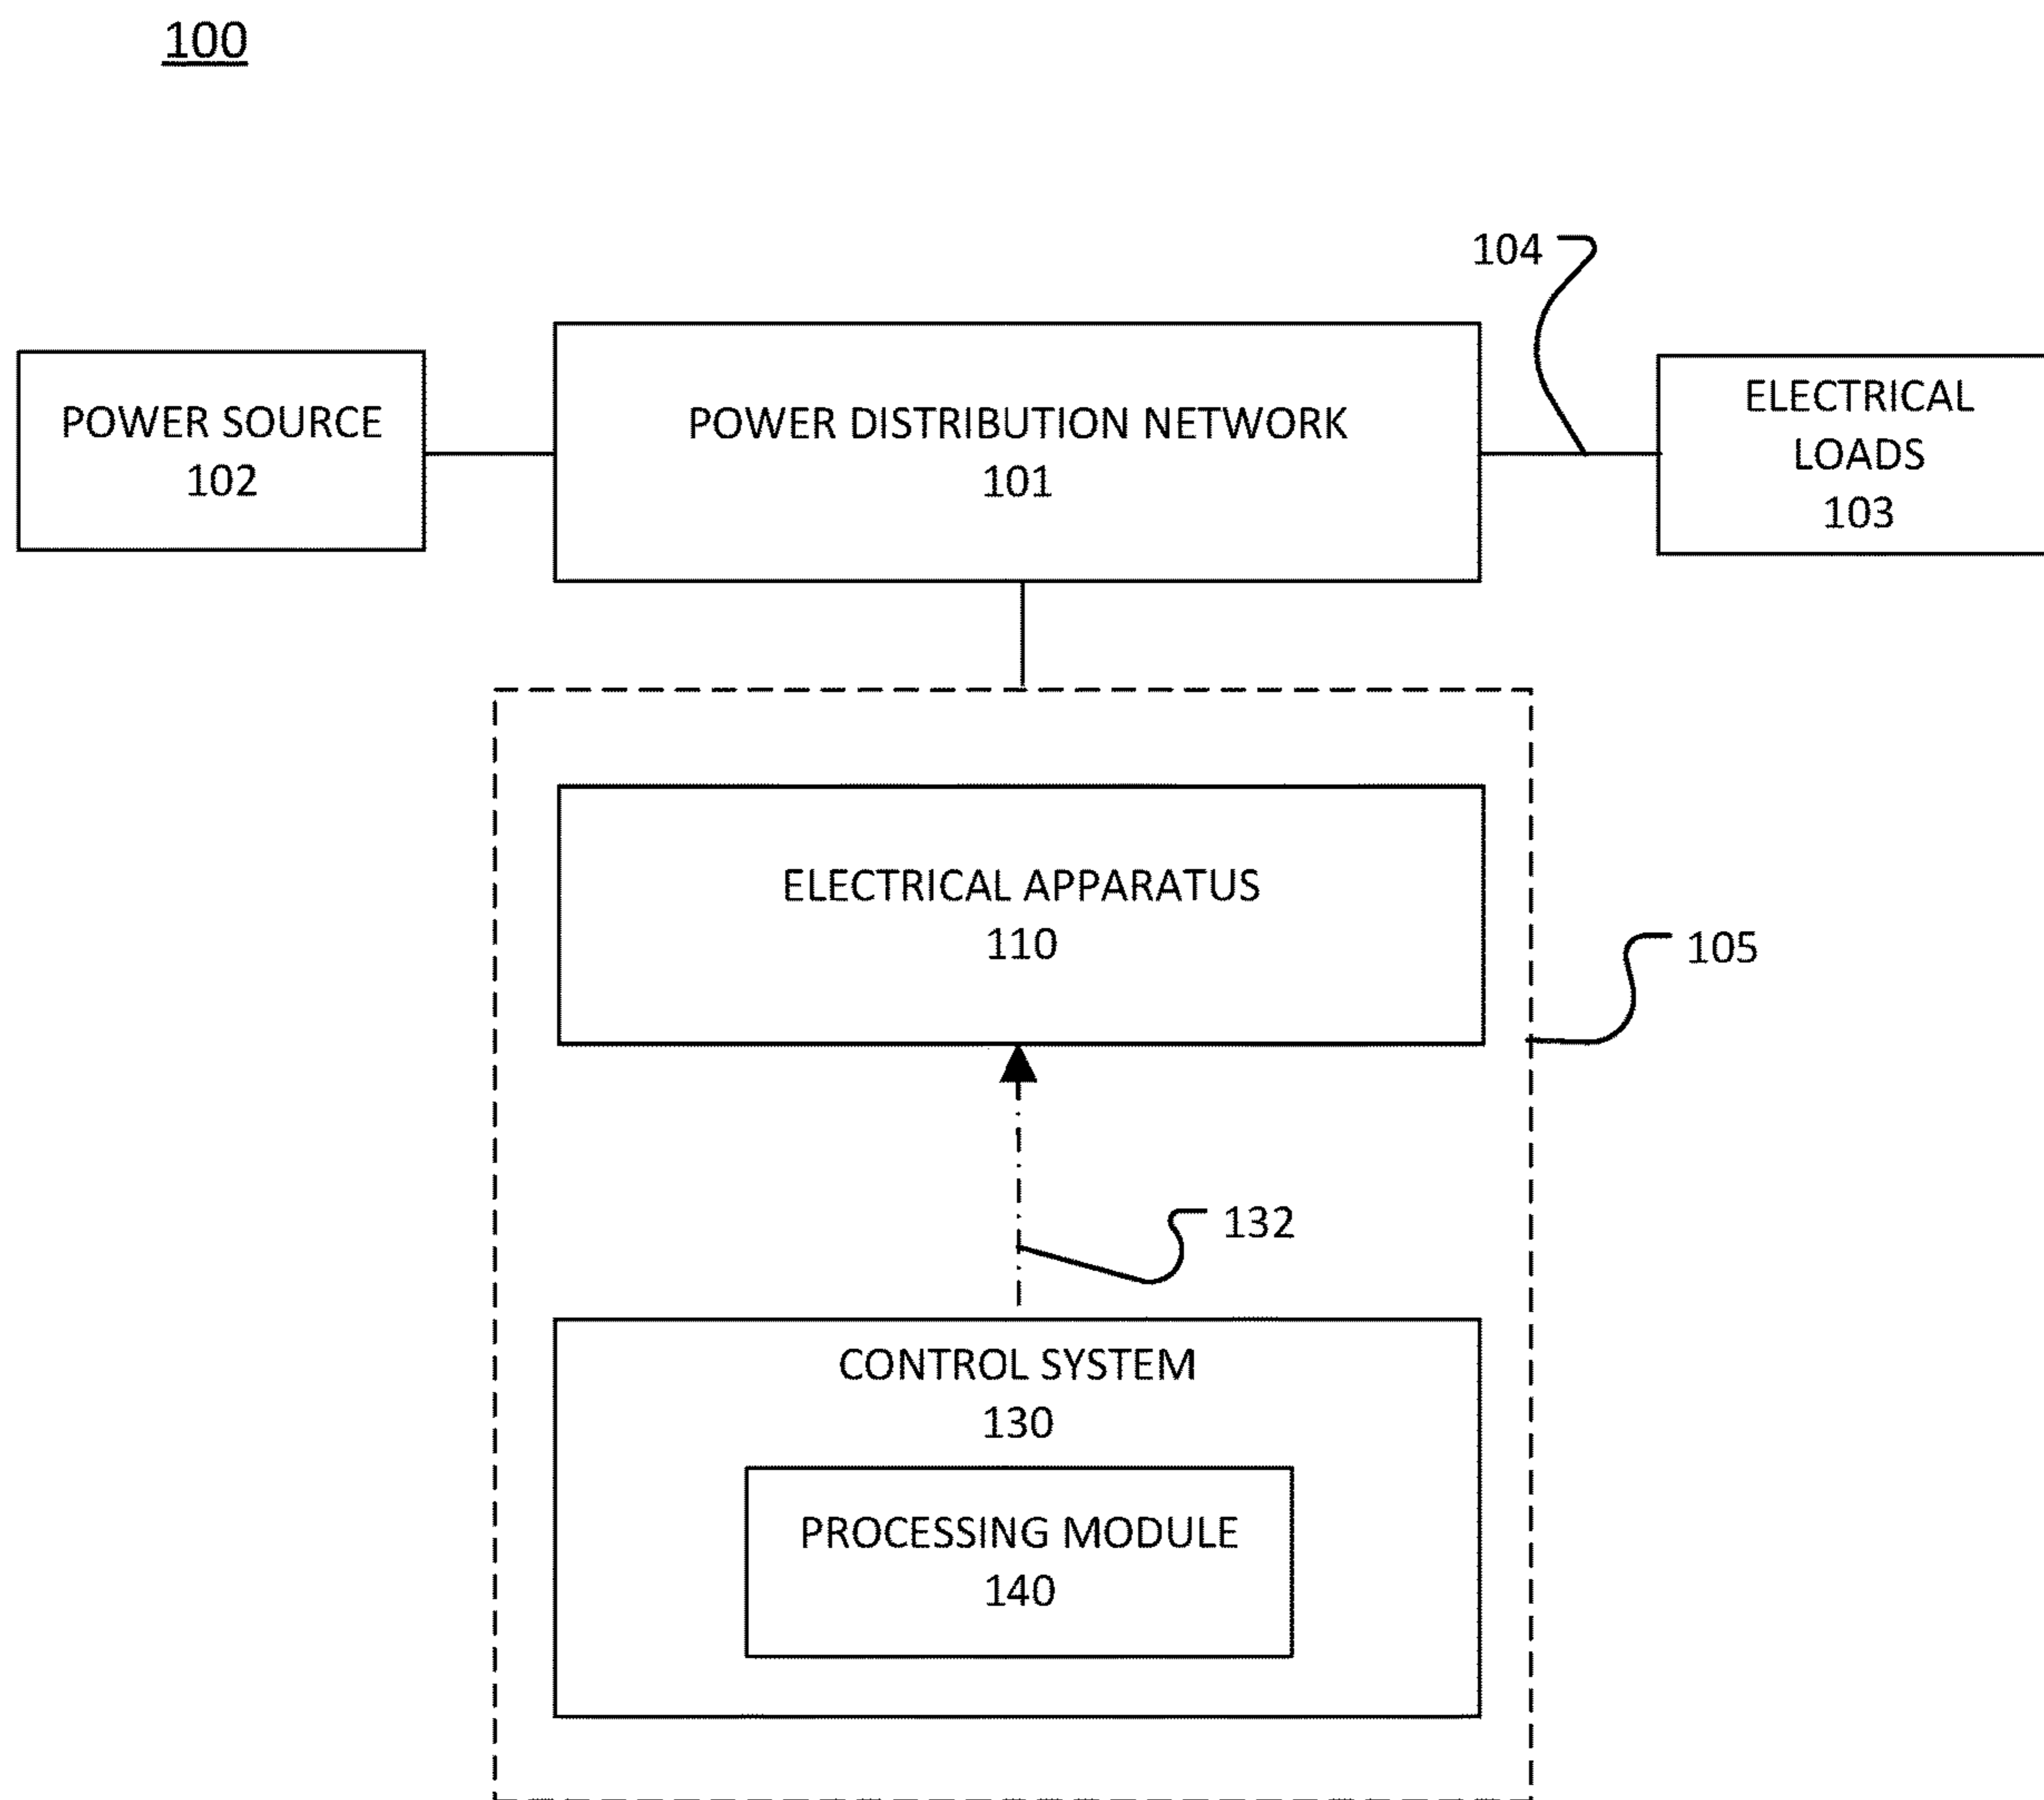 100
104
POWER SOURCE
102
POWER DISTRIBUTION NETWORK
101
ELECTRICAL
LOADS
103
ELECTRICAL APPARATUS
110
105
132
CONTROL SYSTEM
130
PROCESSING MODULE
140